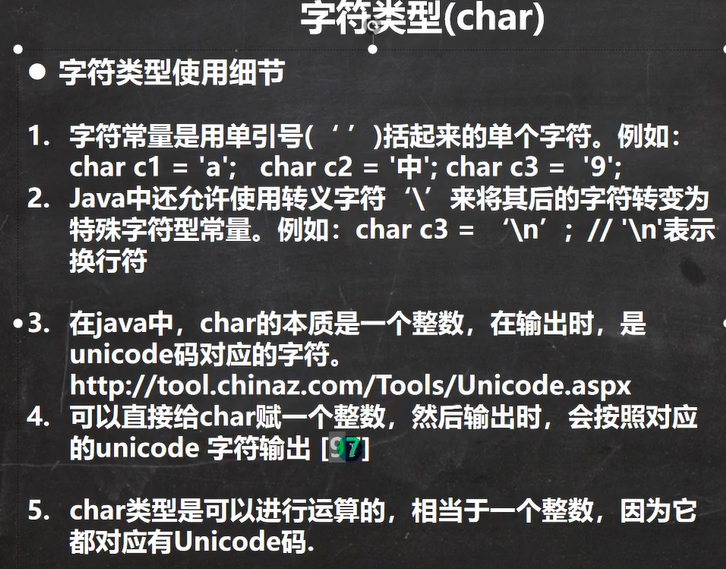 字符类型(char)
● 字符类型使用细节
1. 字符常量是用单引号(‘ ’)括起来的单个字符。例如：
char c1 = 'a'; char c2 = '中'; char c3 = '9';
2. Java中还允许使用转义字符‘\’来将其后的字符转变为
特殊字符型常量。例如：char c3 = ‘\n’; // '\n'表示
换行符
3. 在java中，char的本质是一个整数，在输出时，是
unicode码对应的字符。
http://tool.chinaz.com/Tools/Unicode.aspx
4. 可以直接给char赋一个整数，然后输出时，会按照对应
的unicode 字符输出 [97]
5. char类型是可以进行运算的，相当于一个整数，因为它
都对应有Unicode码.